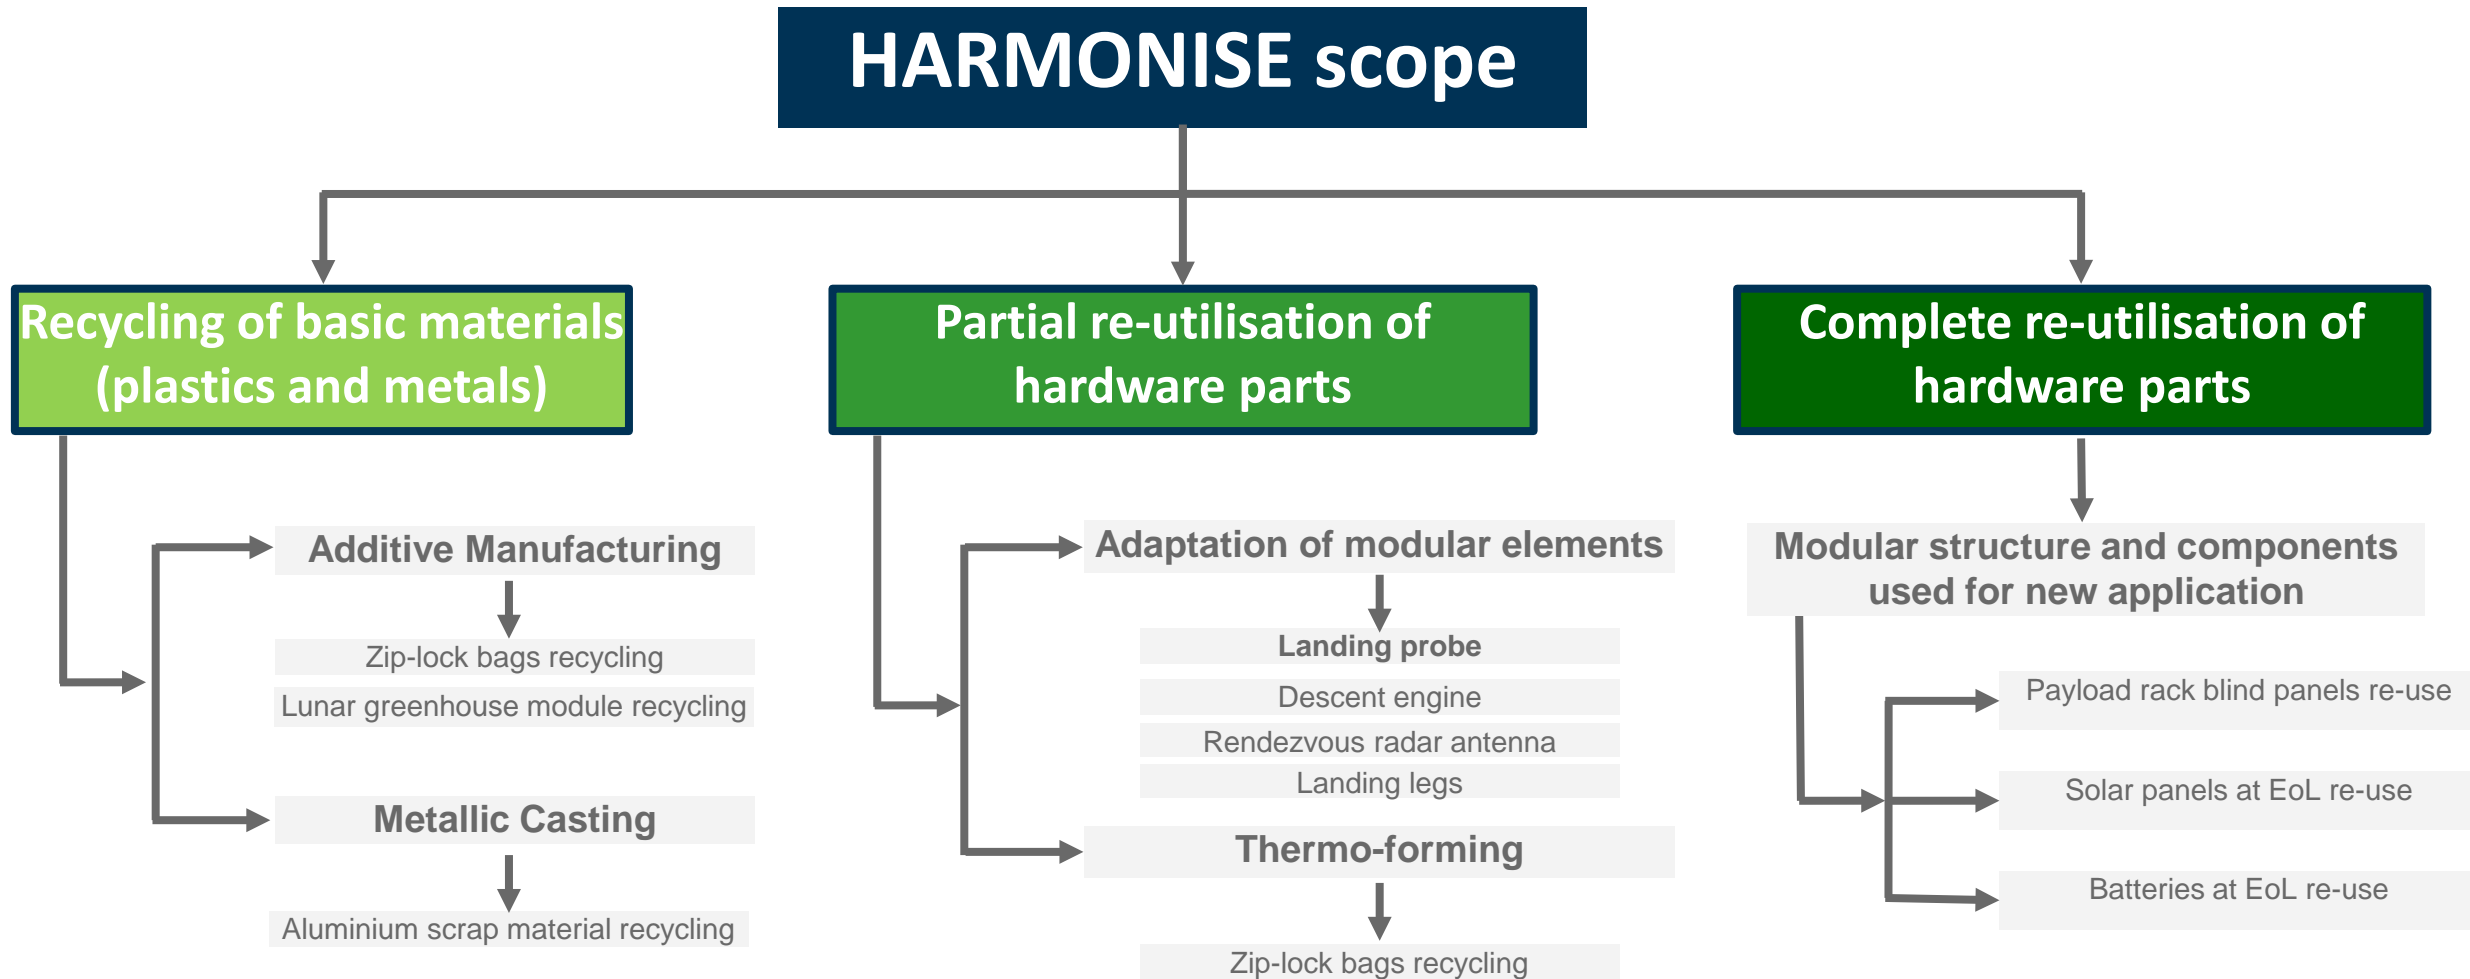 HARMONISE scope
Recycling of basic materials
(plastics and metals)
Additive Manufacturing
Zip-lock bags recycling
Lunar greenhouse module recycling
Metallic Casting
Aluminium scrap material recycling
Partial re-utilisation of
hardware parts
Adaptation of modular elements
Landing probe
Descent engine
Rendezvous radar antenna
Landing legs
Thermo-forming
Zip-lock bags recycling
Complete re-utilisation of
hardware parts
Modular structure and components
used for new application
Payload rack blind panels re-use
Solar panels at EoL re-use
Batteries at EoL re-use